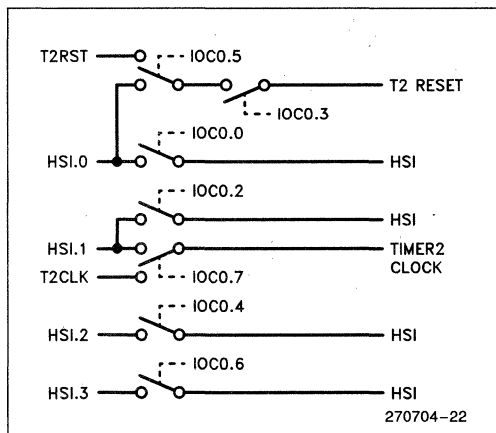 T2RST
IOC0.5
T2 RESET
IOC0.3
IOC0.0
HSI.0
HSI
IOC0.2
HSI
HSI.1
TIMER2
CLOCK
T2CLK
IOC0.7
IOC0.4
HSI.2
HSI
IOC0.6
HSI.3
HSI
270704-22